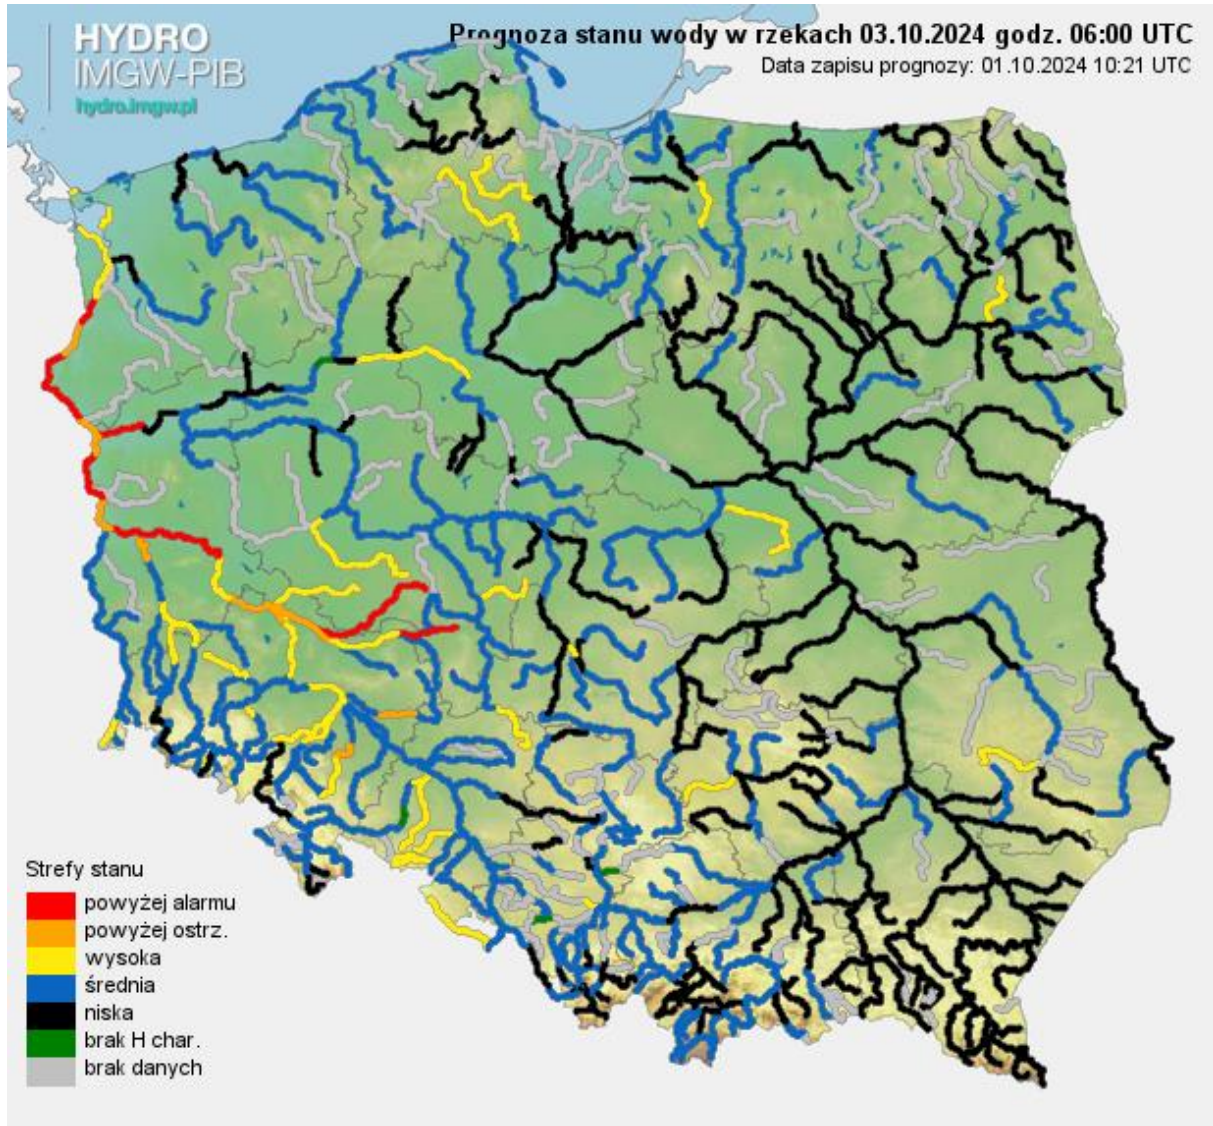 HYDRO
IMGW-PIB
hydro.imgw.pl
Prognoza stanu wody w rzekach 03.10.2024 godz. 06:00 UTC
Data zapisu prognozy: 01.10.2024 10:21 UTC
Strefy stanu
powyżej alarmu
powyżej ostrz.
wysoka
średnia
niska
brak H char.
brak danych